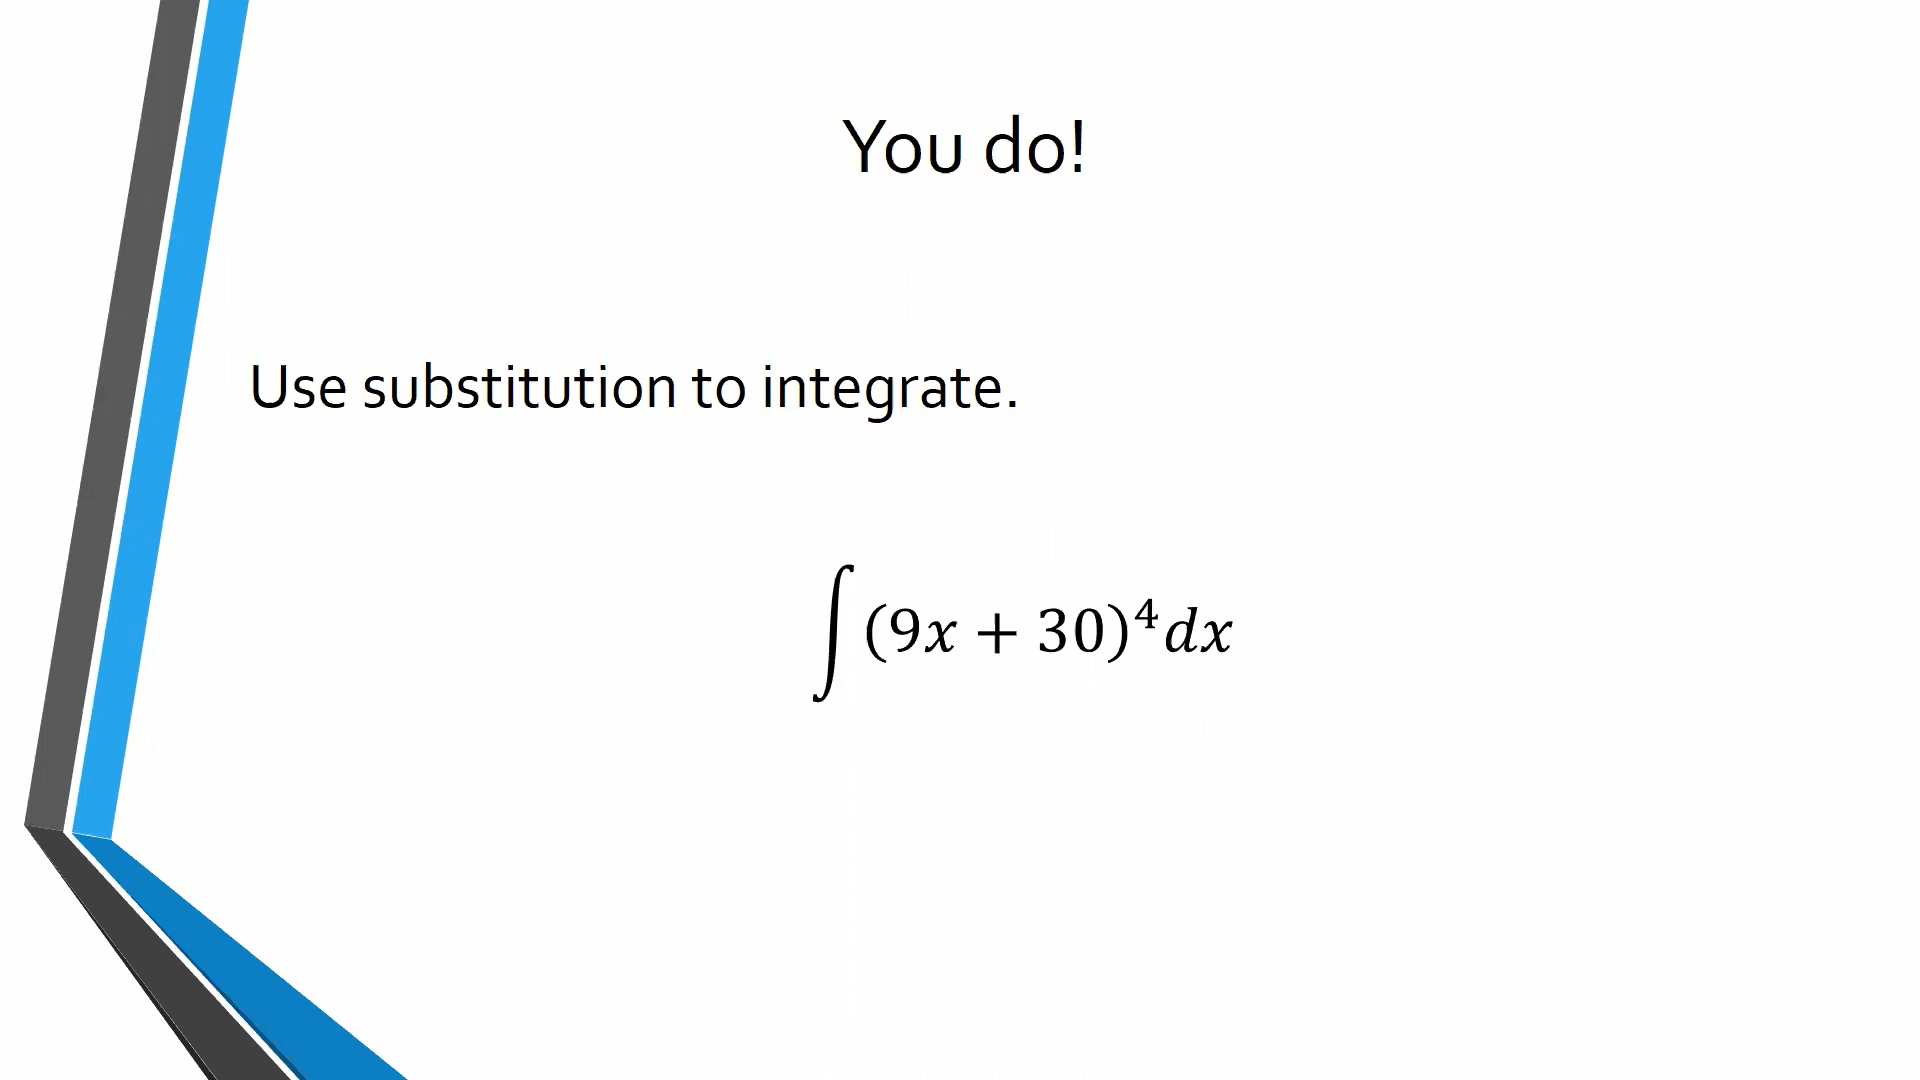 You do!
Use substitution to integrate.
∫(9x + 30)⁴dx